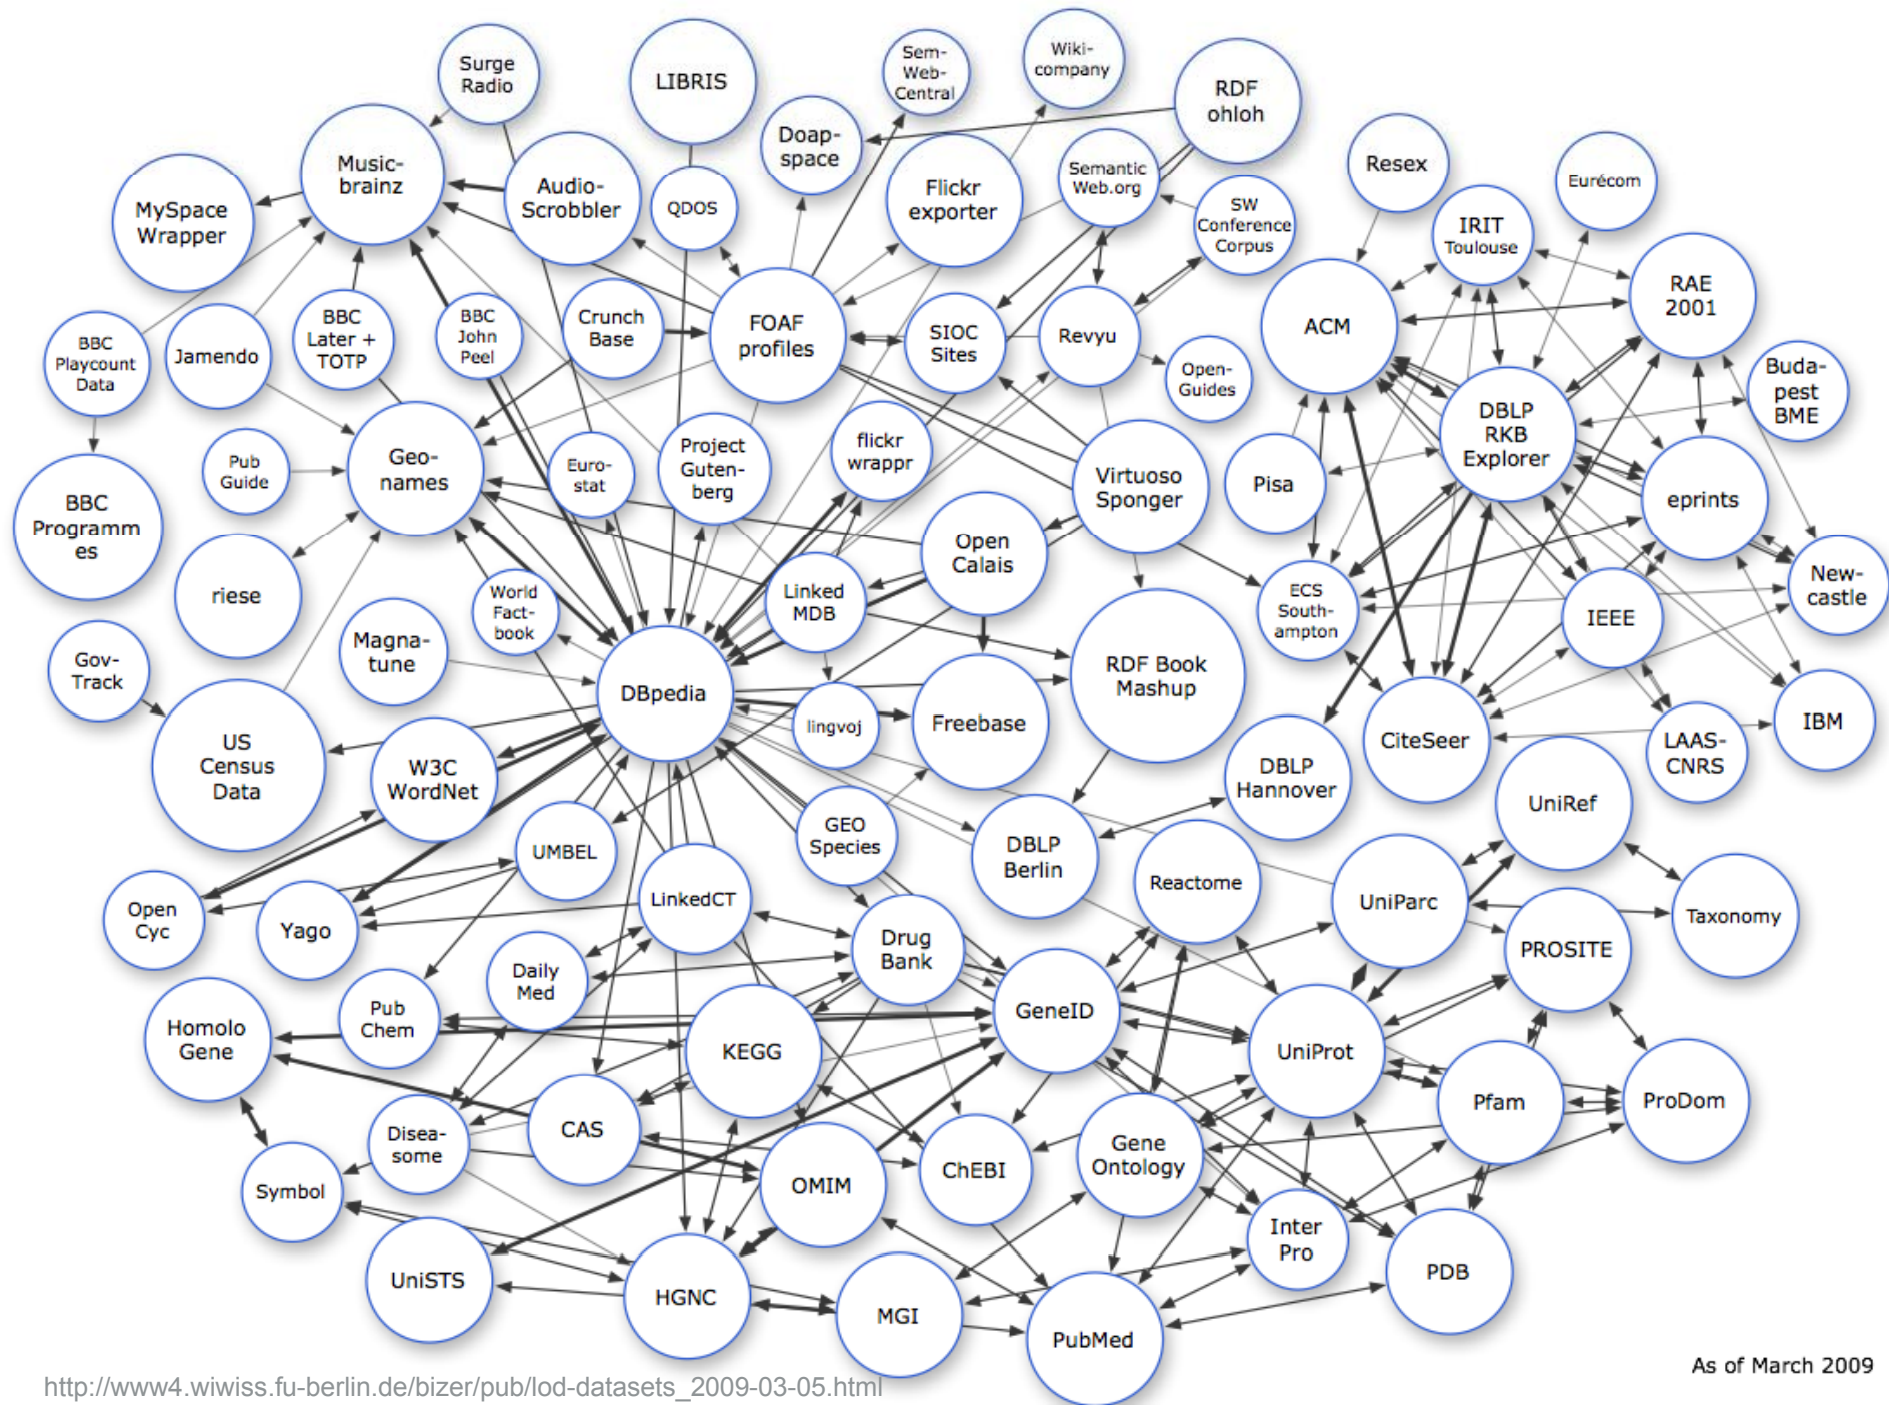 Surge
Radio
LIBRIS
Sem-
Web-
Central
Wiki-
company
RDF
ohloh
Doap-
space
Music-
brainz
MySpace
Wrapper
Audio-
Scrobbler
QDOS
Flickr
exporter
Semantic
Web.org
SW
Conference
Corpus
Resex
Eurécom
IRIT
Toulouse
RAE
2001
BBC
Playcount
Data
Jamendo
BBC
Later +
TOTP
BBC
John
Peel
Crunch
Base
FOAF
profiles
SIOC
Sites
Revyu
Open-
Guides
ACM
DBLP
RKB
Explorer
Buda-
pest
BME
BBC
Programm
es
Pub
Guide
Geo-
names
Euro-
stat
Project
Guten-
berg
flickr
wrappr
Virtuoso
Sponger
Pisa
eprints
riese
World
Fact-
book
Linked
MDB
Open
Calais
ECS
South-
ampton
IEEE
New-
castle
Gov-
Track
Magna-
tune
DBpedia
lingvoj
Freebase
RDF Book
Mashup
DBLP
Hannover
CiteSeer
LAAS-
CNRS
IBM
US
Census
Data
W3C
WordNet
UMBEL
GEO
Species
DBLP
Berlin
Reactome
UniParc
UniRef
Taxonomy
Open
Cyc
Yago
LinkedCT
Drug
Bank
PROSITE
Homolo
Gene
Pub
Chem
Daily
Med
KEGG
GeneID
UniProt
Pfam
ProDom
Disea-
some
CAS
OMIM
ChEBI
Gene
Ontology
Symbol
UniSTS
HGNC
MGI
PubMed
Inter
Pro
PDB
As of March 2009
http://www4.wiwiss.fu-berlin.de/bizer/pub/lod-datasets_2009-03-05.html